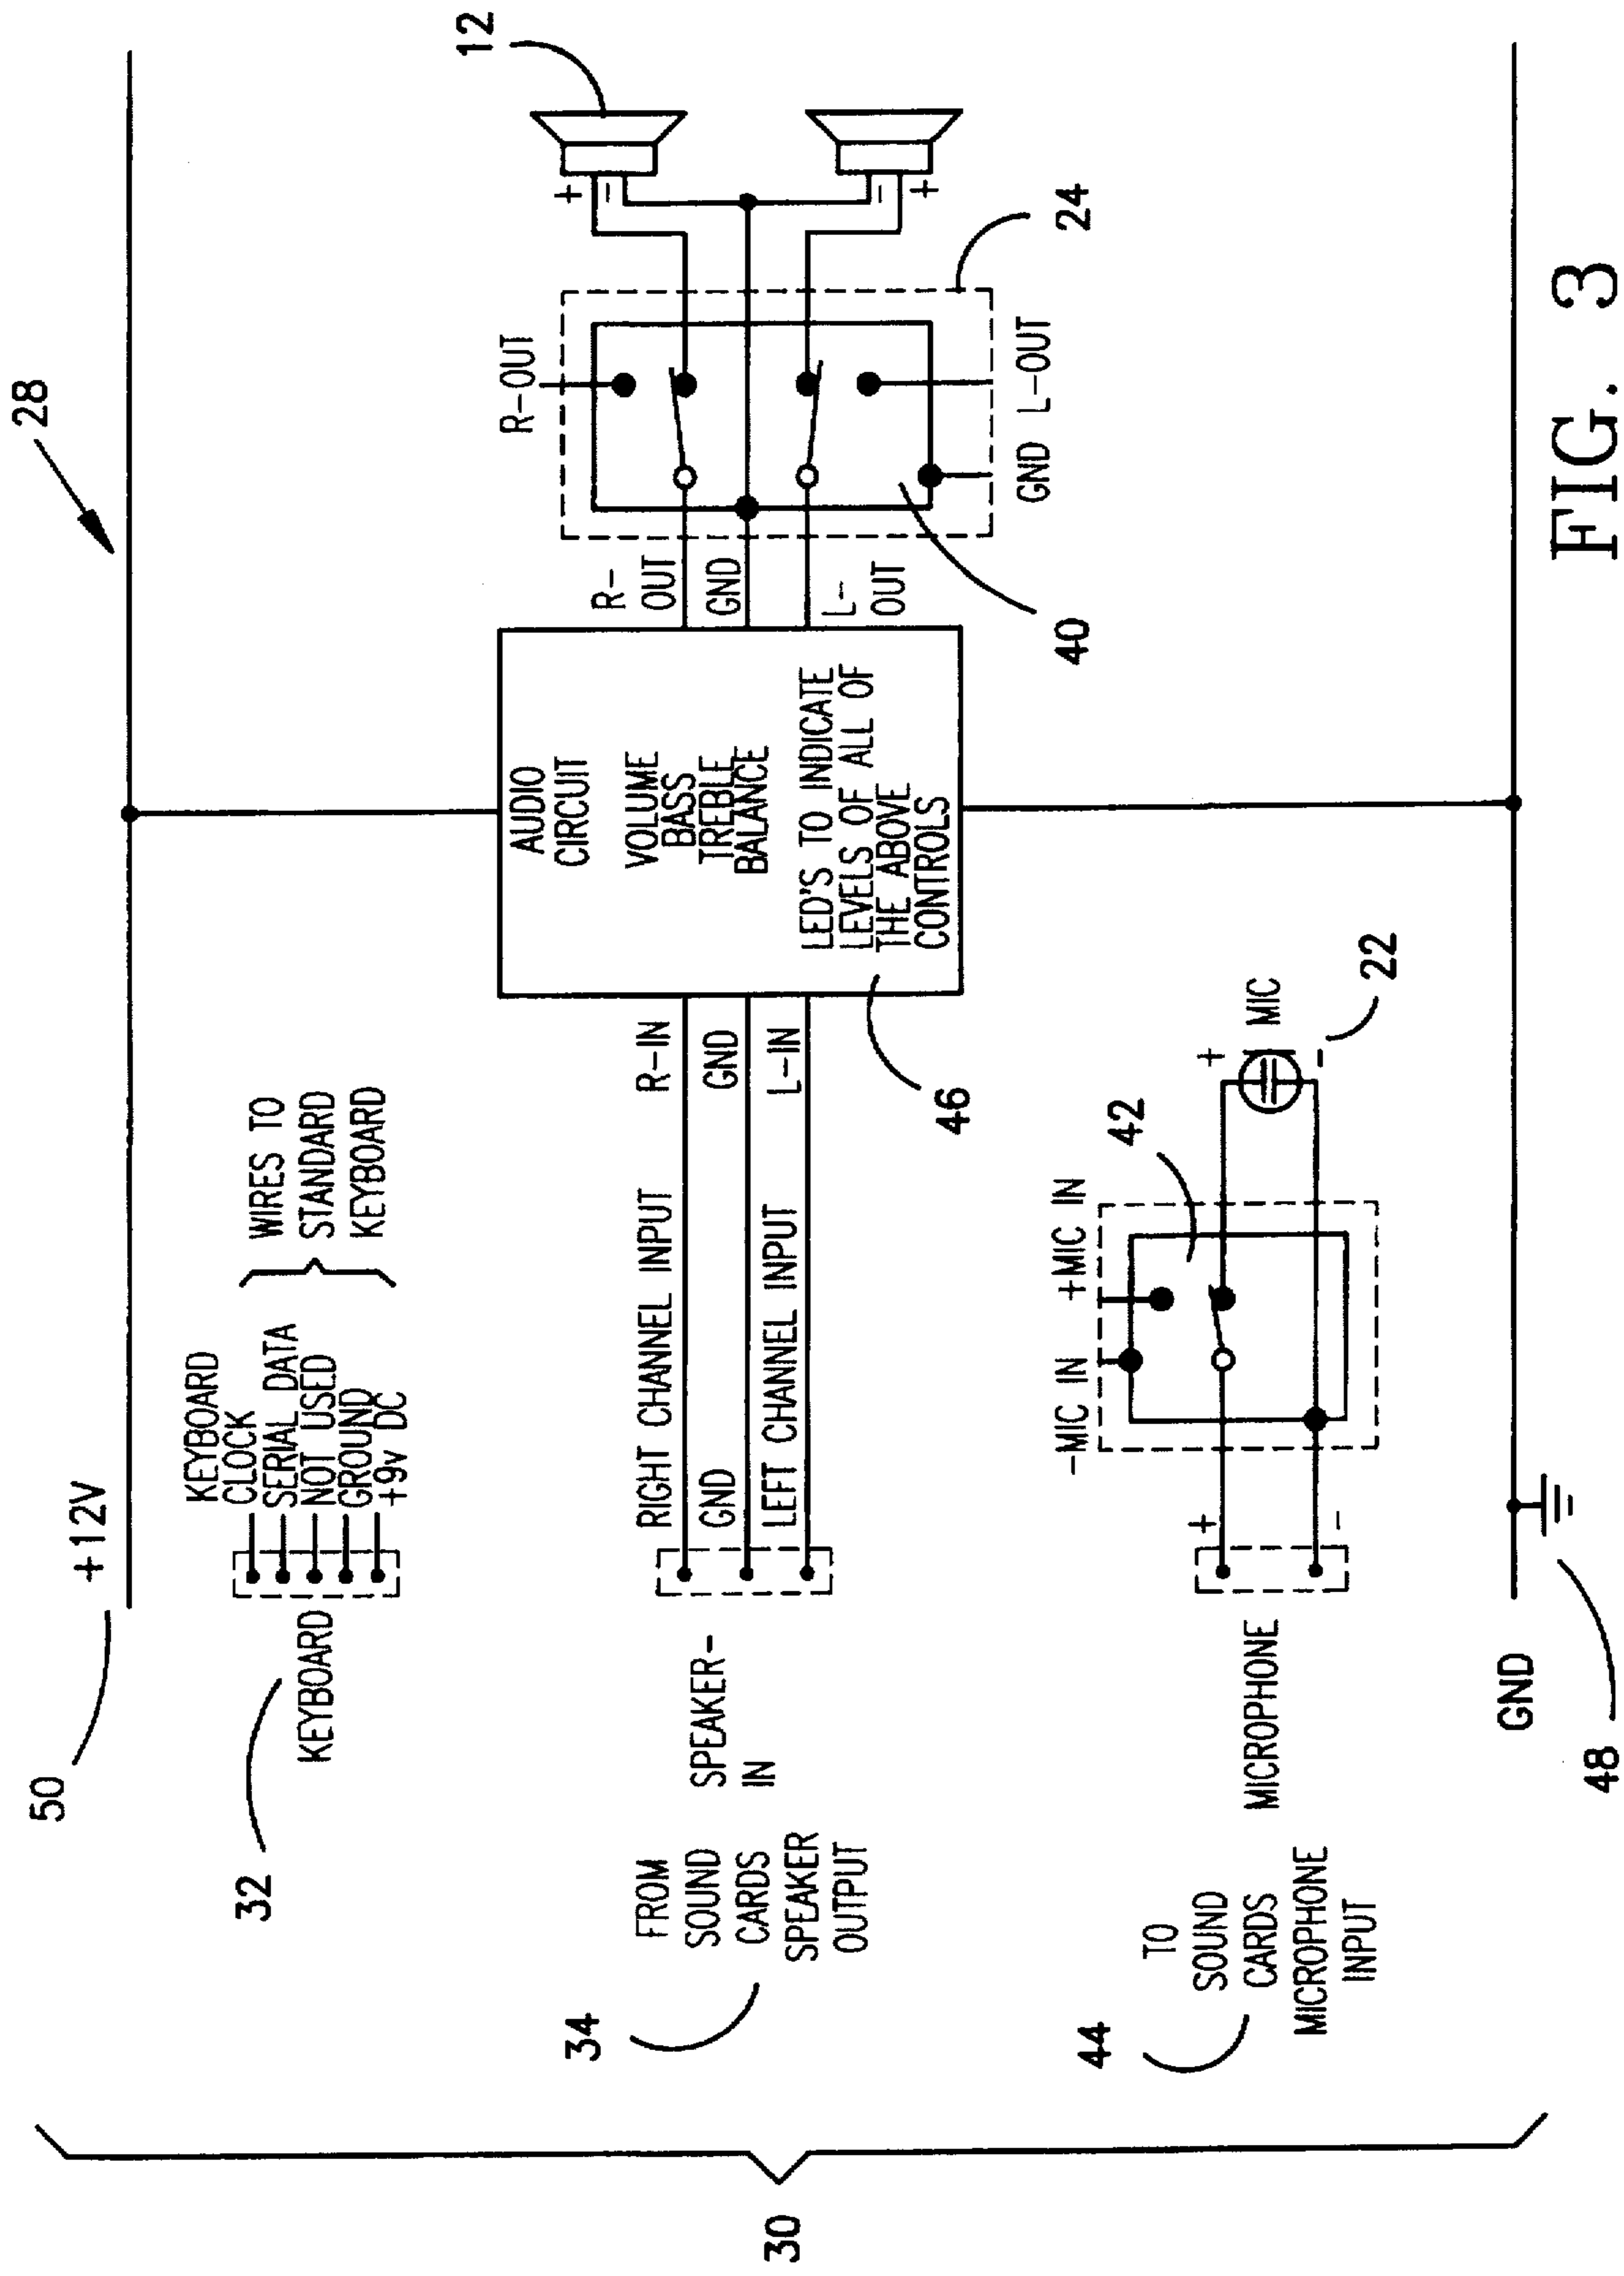 28
50
+12V
32
KEYBOARD
KEYBOARD
CLOCK
SERIAL DATA
NOT USED
GROUND
+9v DC
WIRES TO
STANDARD
KEYBOARD
30
34
FROM
SOUND
CARDS
SPEAKER
OUTPUT
SPEAKER-
IN
RIGHT CHANNEL INPUT
GND
LEFT CHANNEL INPUT
R-IN
GND
L-IN
46
AUDIO
CIRCUIT
VOLUME
BASS
TREBLE
BALANCE
LED'S TO INDICATE
LEVELS OF ALL OF
THE ABOVE
CONTROLS
R-
OUT
GND
L-
OUT
R-OUT
GND L-OUT
40
24
+
-
-
+
12
44
TO
SOUND
CARDS
MICROPHONE
INPUT
MICROPHONE
+
-
-MIC IN
+MIC IN
42
+
-
MIC
22
GND
48
FIG. 3